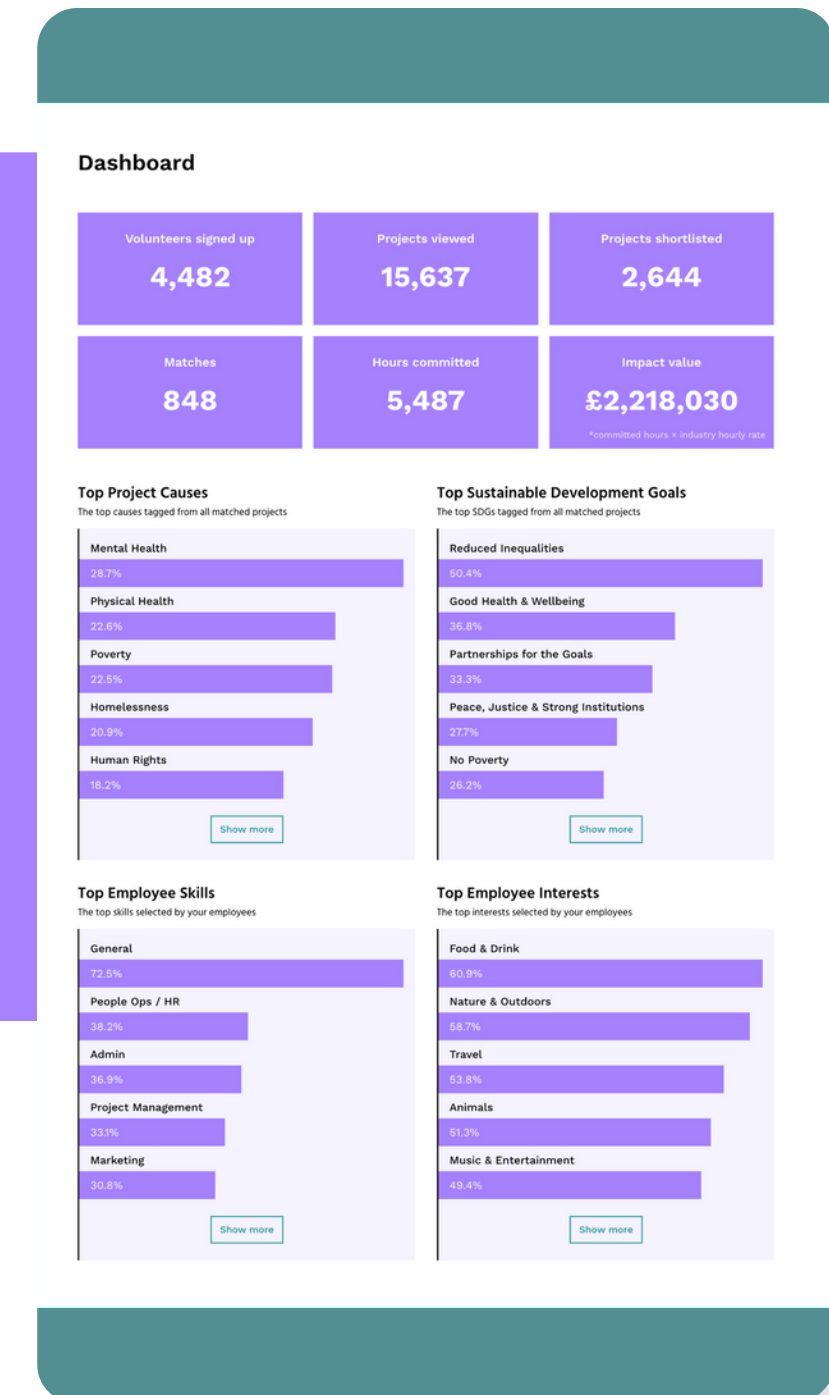 Dashboard
Volunteers signed up
4,482
Projects viewed
15,637
Projects shortlisted
2,644
Matches
848
Hours committed
5,487
Impact value
£2,218,030
*committed hours × industry hourly rate
Top Project Causes
The top causes tagged from all matched projects
Mental Health
28.7%
Physical Health
22.6%
Poverty
22.5%
Homelessness
20.9%
Human Rights
18.2%
Show more
Top Sustainable Development Goals
The top SDGs tagged from all matched projects
Reduced Inequalities
50.4%
Good Health & Wellbeing
36.8%
Partnerships for the Goals
33.3%
Peace, Justice & Strong Institutions
27.7%
No Poverty
26.2%
Show more
Top Employee Skills
The top skills selected by your employees
General
72.5%
People Ops / HR
38.2%
Admin
36.9%
Project Management
33.1%
Marketing
30.8%
Show more
Top Employee Interests
The top interests selected by your employees
Food & Drink
60.9%
Nature & Outdoors
58.7%
Travel
53.8%
Animals
51.3%
Music & Entertainment
49.4%
Show more